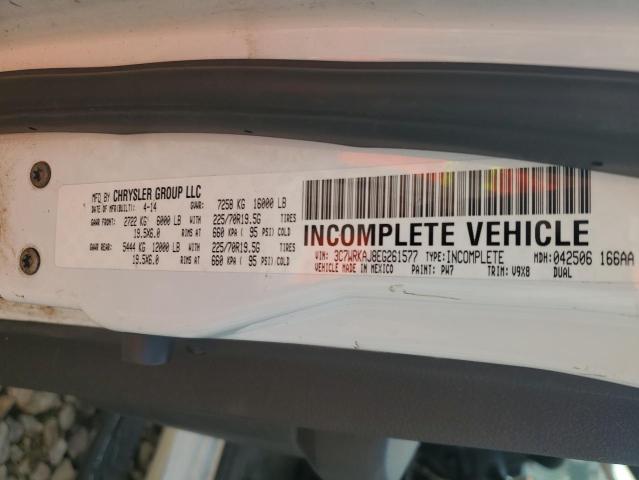 MFD BY CHRYSLER GROUP LLC
DATE OF MFG(BUILT): 4-14 GVWR: 7258 KG 16000 LB
GAWR FRONT 2722 KG 6000 LB WITH 225/70R19.5G TIRES
19.5X6.0 RIMS AT 660 KPA ( 95 PSI) COLD
GAWR REAR 5444 KG 12000 LB WITH 225/70R19.5G TIRES
19.5X6.0 RIMS AT 660 KPA ( 95 PSI) COLD
INCOMPLETE VEHICLE
VIN: 3C7WRKAJ8EG261577 TYPE: INCOMPLETE MDH: 042506 166AA
VEHICLE MADE IN MEXICO PAINT: PW7 TRIM: V9X8 DUAL